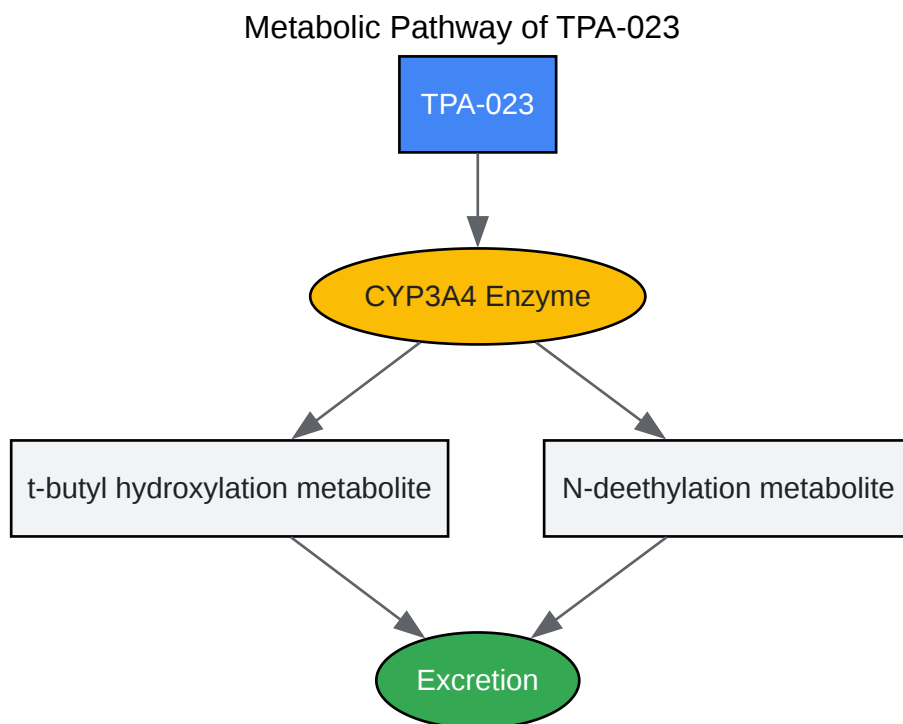 Metabolic Pathway of TPA-023
TPA-023
CYP3A4 Enzyme
t-butyl hydroxylation metabolite
N-deethylation metabolite
Excretion